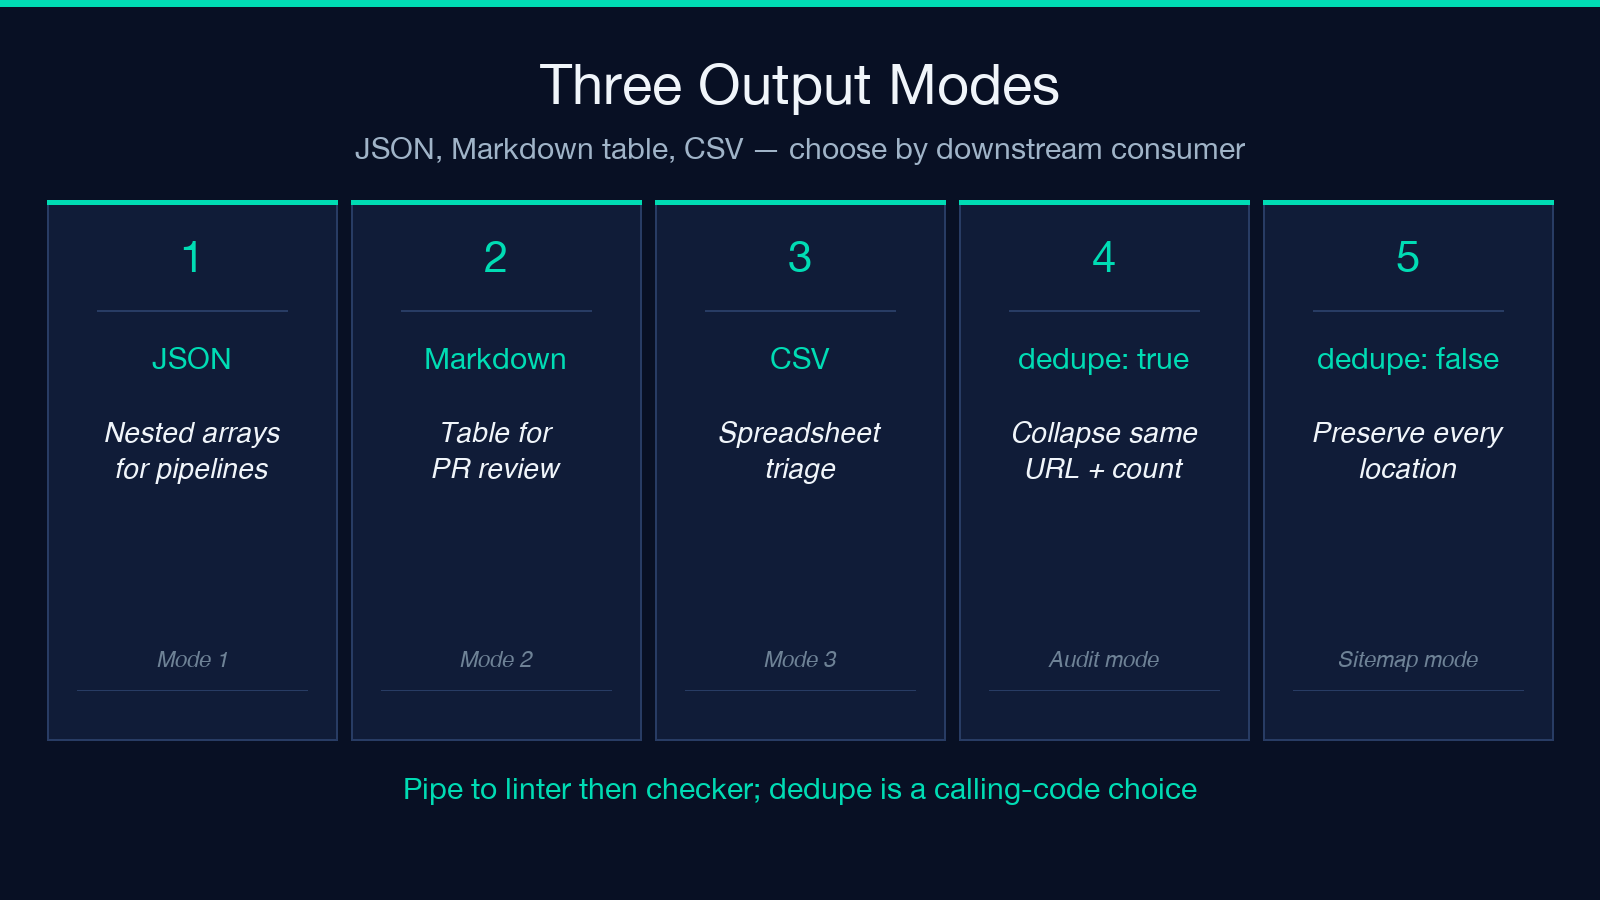 Three Output Modes
JSON, Markdown table, CSV — choose by downstream consumer
1
JSON
Nested arrays
for pipelines
Mode 1
2
Markdown
Table for
PR review
Mode 2
3
CSV
Spreadsheet
triage
Mode 3
4
dedupe: true
Collapse same
URL + count
Audit mode
5
dedupe: false
Preserve every
location
Sitemap mode
Pipe to linter then checker; dedupe is a calling-code choice